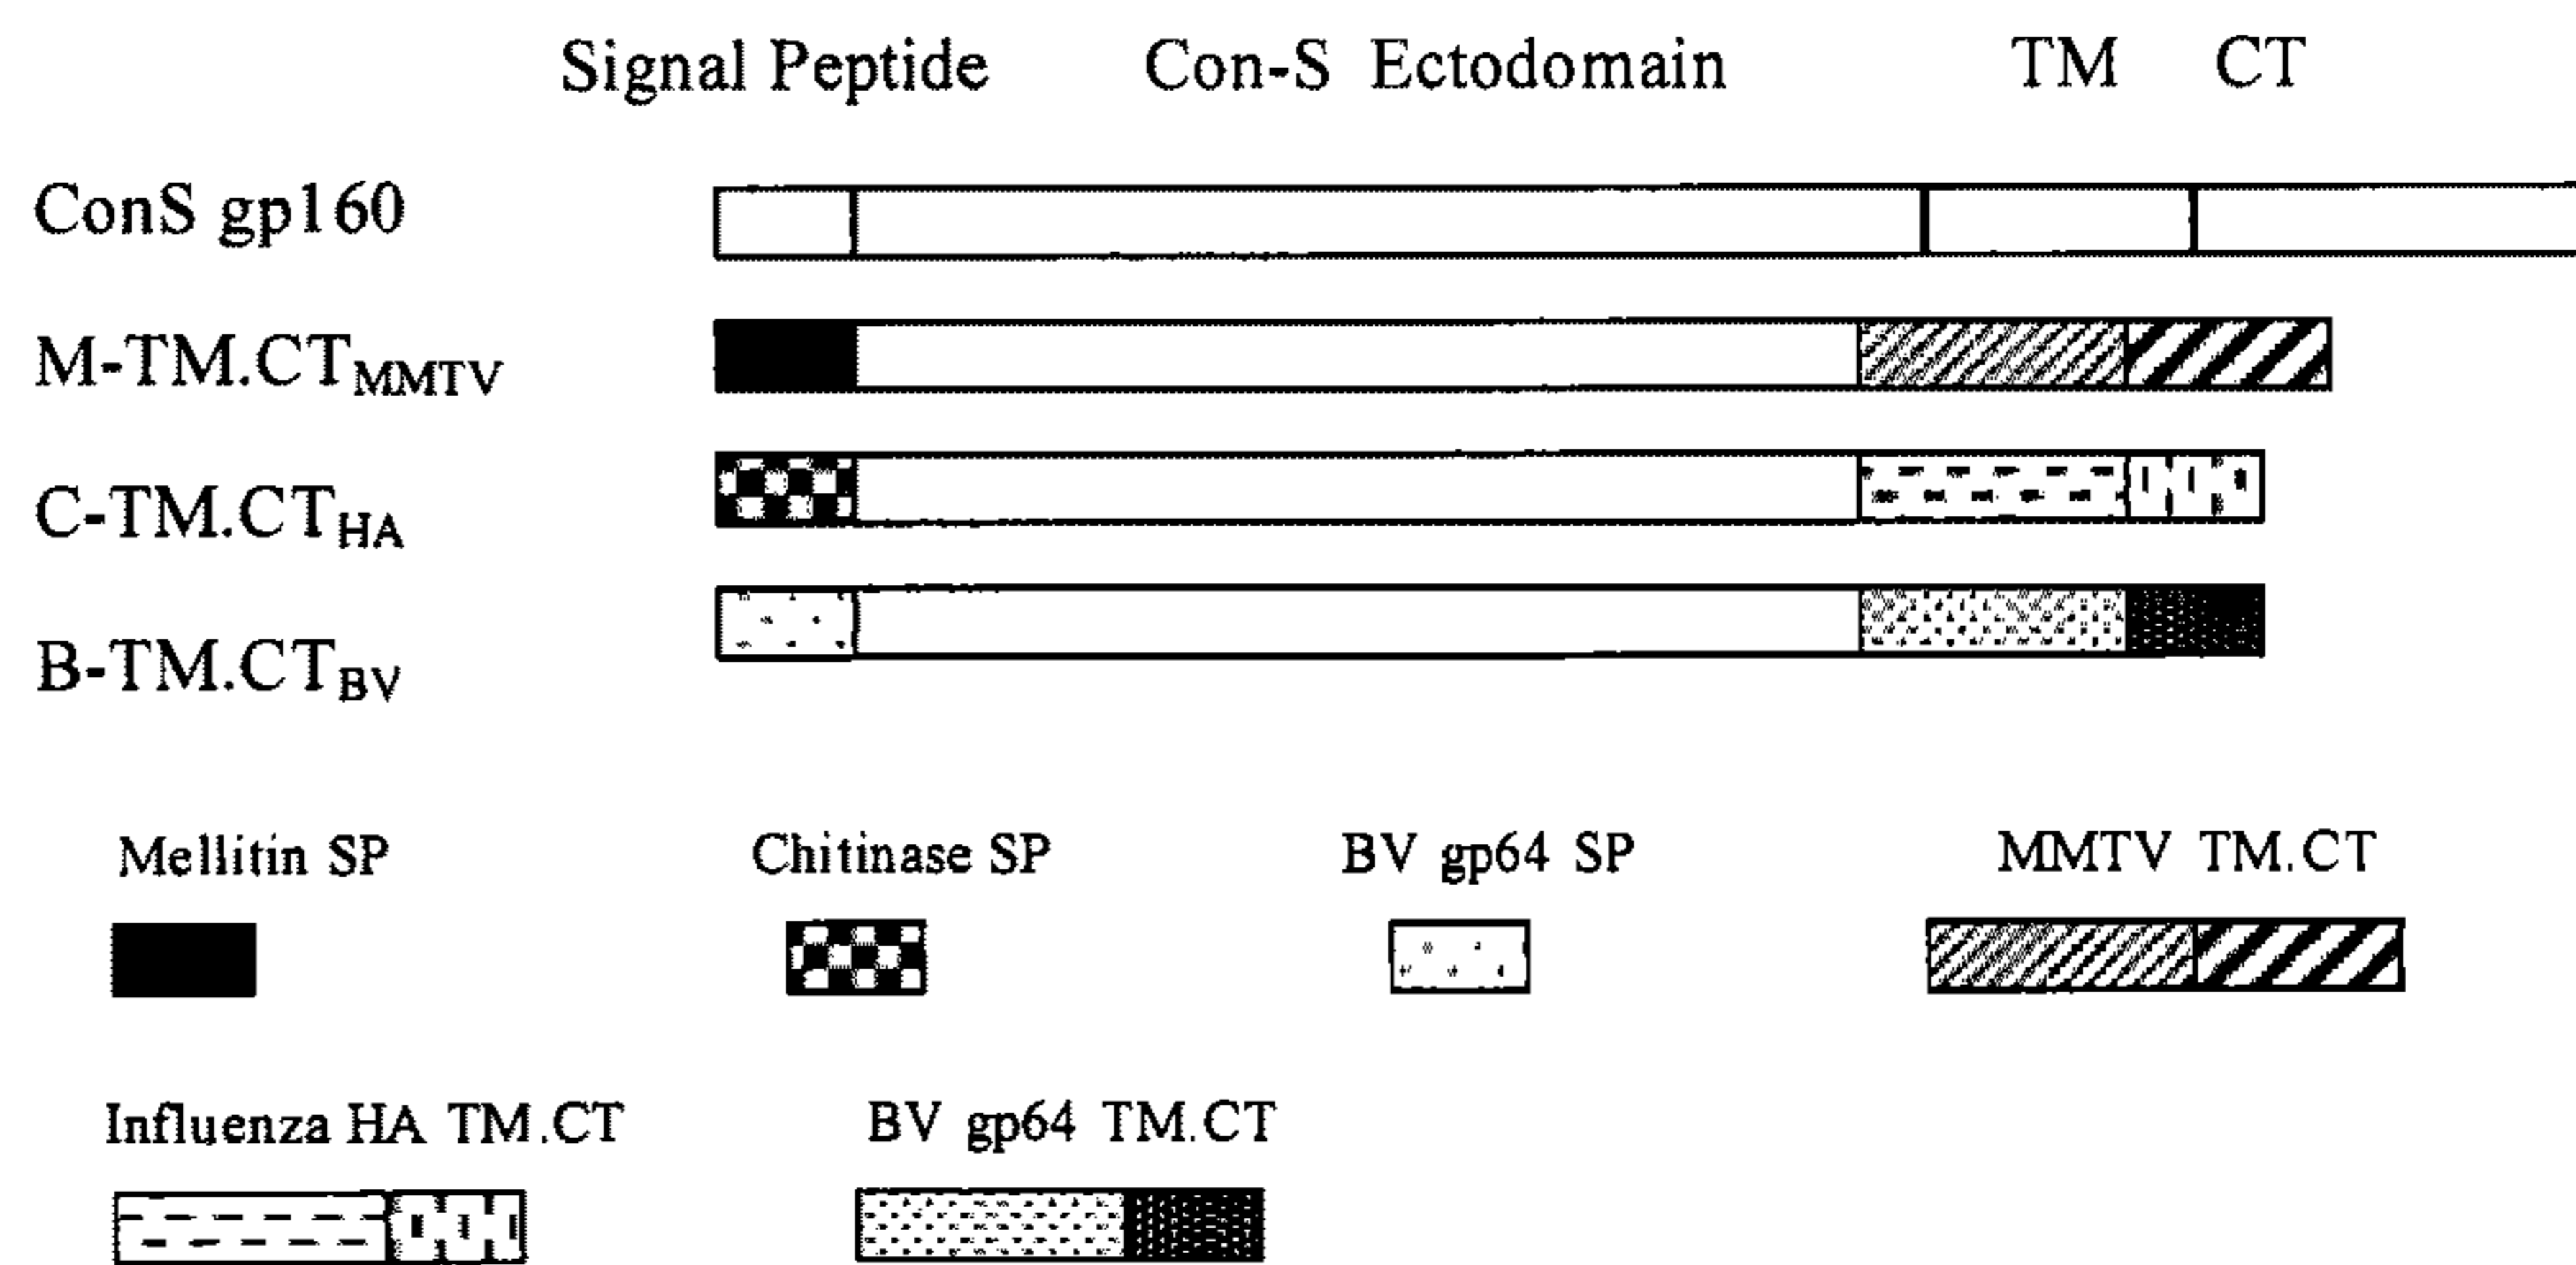 Signal Peptide Con-S Ectodomain TM CT
ConS gp160
M-TM.CTMMTV
C-TM.CTHA
B-TM.CTBV
Mellitin SP Chitinase SP BV gp64 SP MMTV TM.CT
Influenza HA TM.CT BV gp64 TM.CT